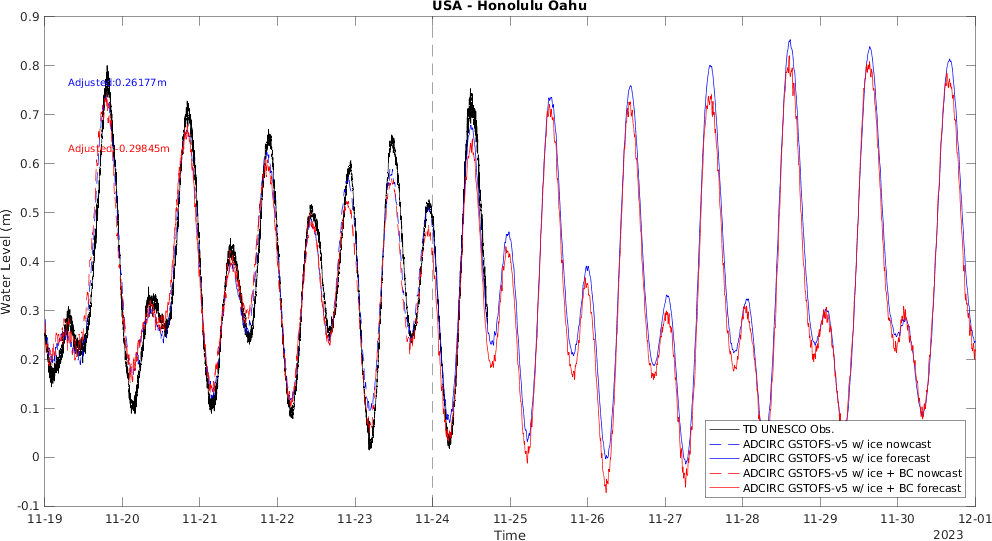 USA - Honolulu Oahu
0.9
0.8
0.7
0.6
0.5
0.4
0.3
0.2
0.1
0
-0.1
Water Level (m)
Adjusted:0.26177m
Adjusted:-0.29845m
TD UNESCO Obs.
ADCIRC GSTOFS-v5 w/ ice nowcast
ADCIRC GSTOFS-v5 w/ ice forecast
ADCIRC GSTOFS-v5 w/ice + BC nowcast
ADCIRC GSTOFS-v5 w/ice + BC forecast
11-19 11-20 11-21 11-22 11-23 11-24 11-25 11-26 11-27 11-28 11-29 11-30 12-01
Time
2023